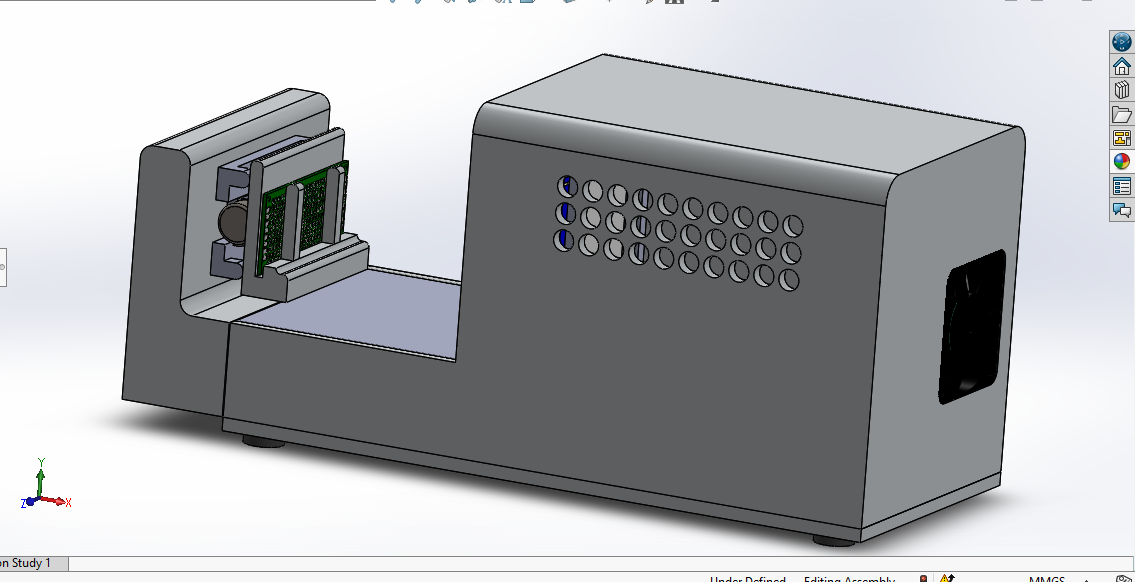 Y
Z
X
on Study 1
Under Defined
Editing Assembly
MMGS